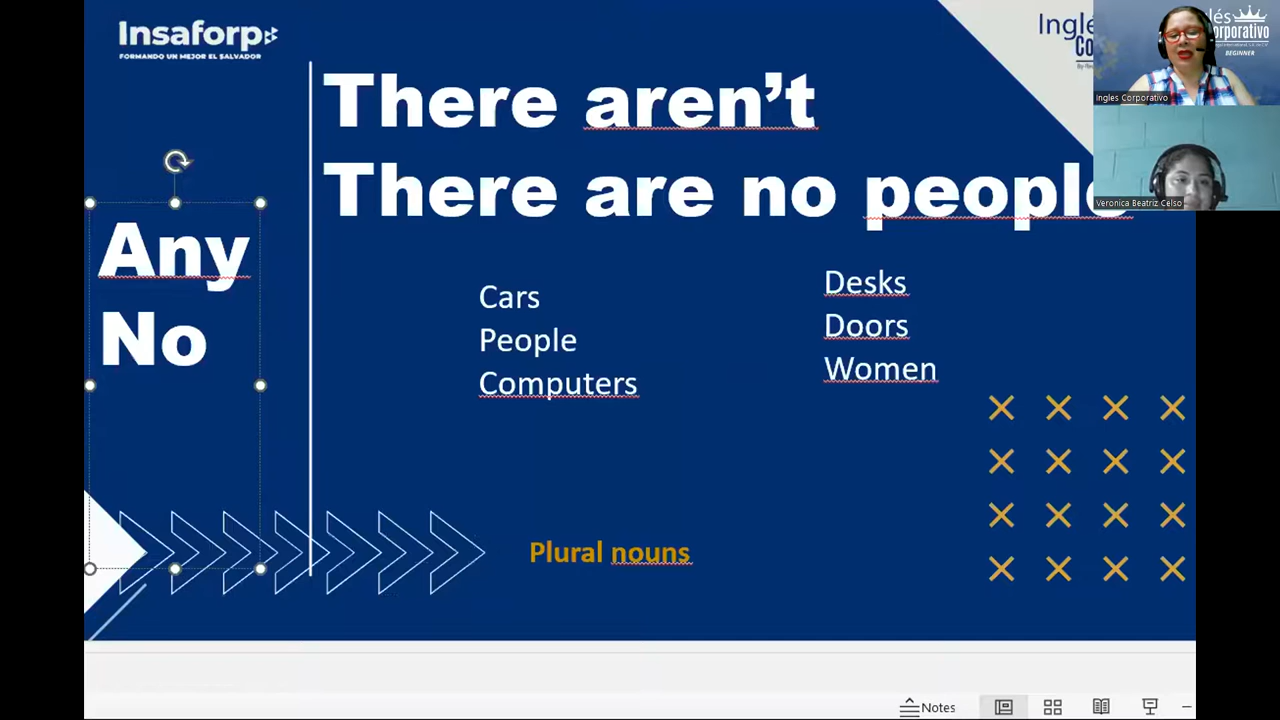 Insaforp
FORMANDO UN MEJOR EL SALVADOR
There aren't
There are no people
Any
No
Cars
People
Computers
Desks
Doors
Women
Plural nouns
Ingles Corporativo
BEGINNER
Veronica Beatriz Celso
Notes